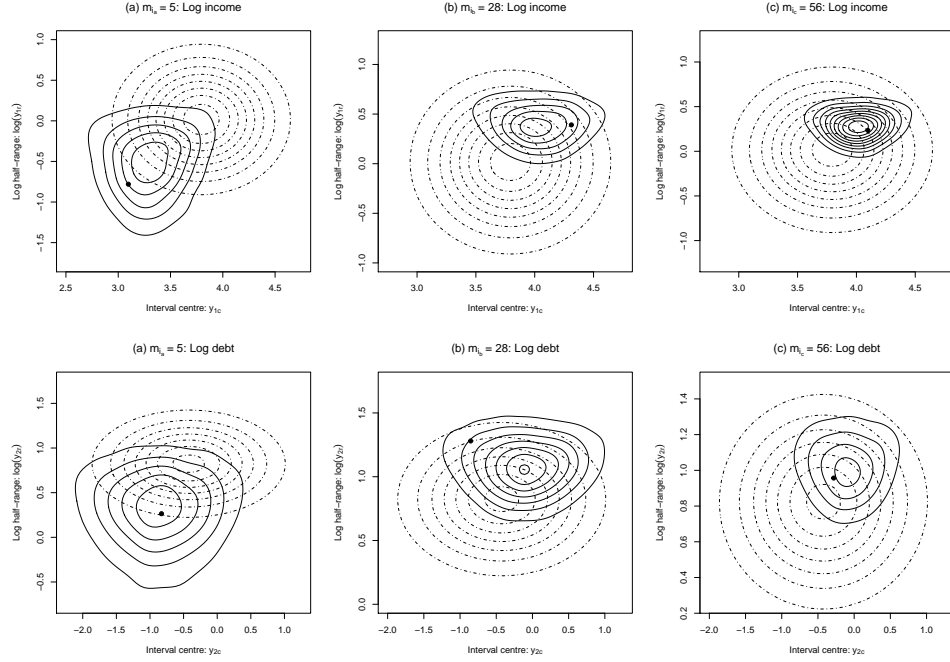 (a) m_{i_a} = 5: Log income
Log half−range: log(y_{1r})
1.0
0.5
0.0
−0.5
−1.0
−1.5
2.5 3.0 3.5 4.0 4.5
Interval centre: y_{1c}
(b) m_{i_b} = 28: Log income
Log half−range: log(y_{1r})
1.0
0.5
0.0
−0.5
−1.0
3.0 3.5 4.0 4.5
Interval centre: y_{1c}
(c) m_{i_c} = 56: Log income
Log half−range: log(y_{1r})
1.0
0.5
0.0
−0.5
−1.0
3.0 3.5 4.0 4.5
Interval centre: y_{1c}
(a) m_{i_a} = 5: Log debt
Log half−range: log(y_{2r})
1.5
1.0
0.5
0.0
−0.5
−2.0 −1.5 −1.0 −0.5 0.0 0.5 1.0
Interval centre: y_{2c}
(b) m_{i_b} = 28: Log debt
Log half−range: log(y_{2r})
1.5
1.0
0.5
0.0
−2.0 −1.5 −1.0 −0.5 0.0 0.5 1.0
Interval centre: y_{2c}
(c) m_{i_c} = 56: Log debt
Log half−range: log(y_{2r})
1.4
1.2
1.0
0.8
0.6
0.4
0.2
−2.0 −1.5 −1.0 −0.5 0.0 0.5 1.0
Interval centre: y_{2c}